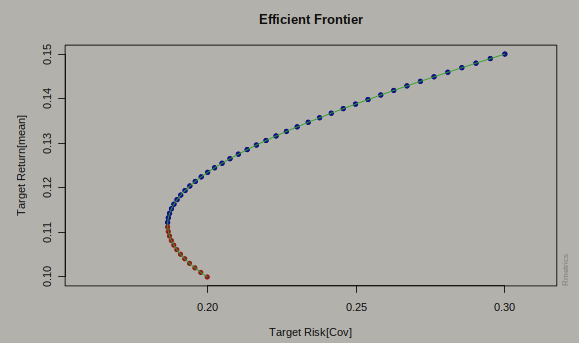 Efficient Frontier
Target Return[mean]
0.15
0.14
0.13
0.12
0.11
0.10
0.20
0.25
0.30
Target Risk[Cov]
Rmetrics